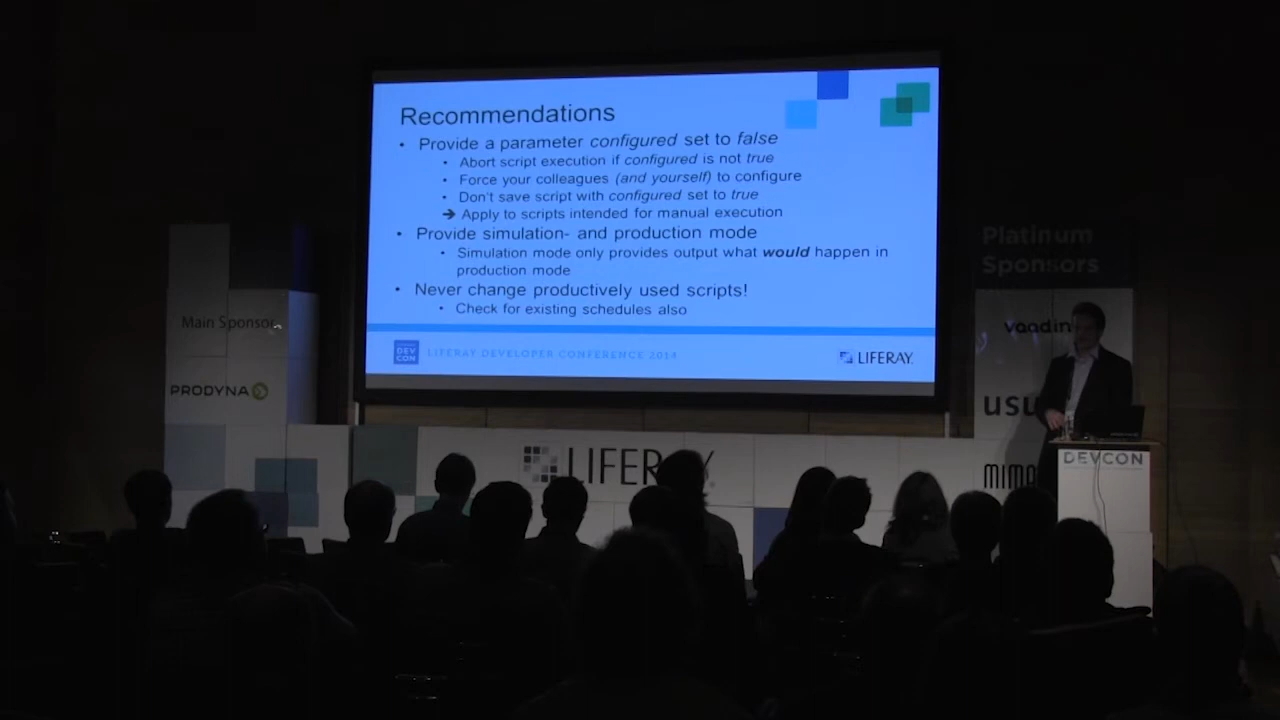 Recommendations
• Provide a parameter configured set to false
• Abort script execution if configured is not true
• Force your colleagues (and yourself) to configure
• Don't save script with configured set to true
➔ Apply to scripts intended for manual execution
• Provide simulation- and production mode
• Simulation mode only provides output what would happen in
production mode
• Never change productively used scripts!
• Check for existing schedules also
DEV
CON
LIFERAY DEVELOPER CONFERENCE 2014
LIFERAY.
Platinum
Sponsors
Main Sponsor
vaadin
PRODYNA
usu
LIFERAY.
DEVCON
MIMA